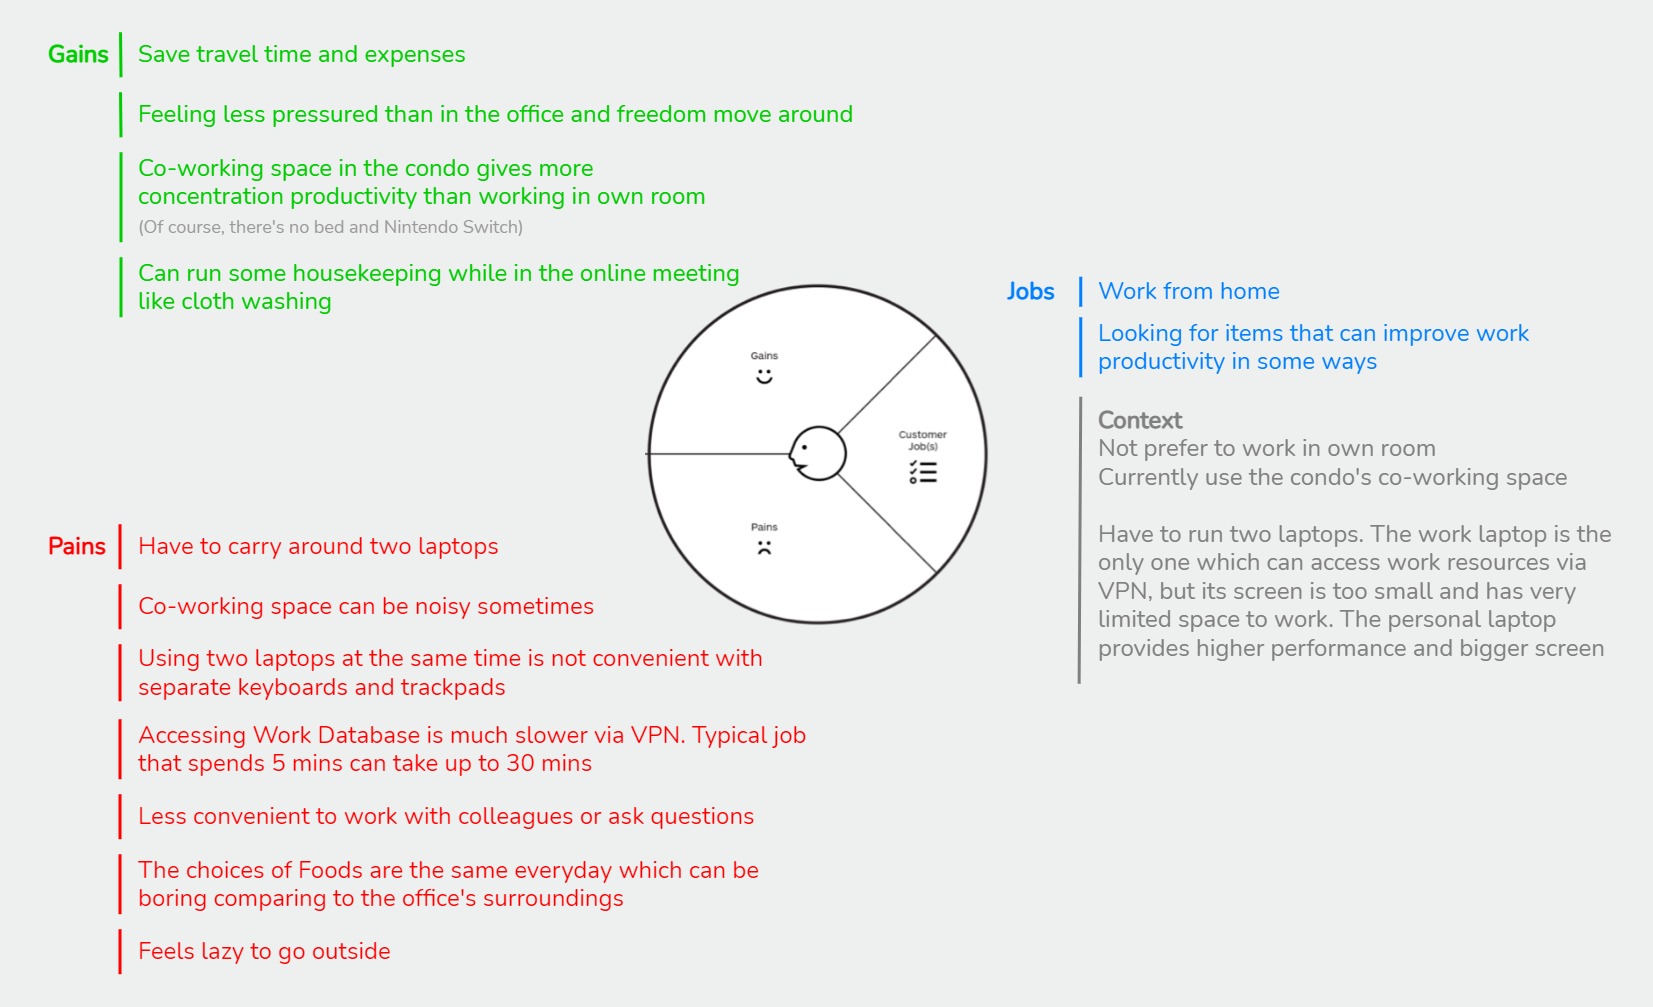 Gains
Save travel time and expenses
Feeling less pressured than in the office and freedom move around
Co-working space in the condo gives more
concentration productivity than working in own room
(Of course, there's no bed and Nintendo Switch)
Can run some housekeeping while in the online meeting
like cloth washing
Jobs
Work from home
Looking for items that can improve work
productivity in some ways
Context
Not prefer to work in own room
Currently use the condo's co-working space
Have to run two laptops. The work laptop is the
only one which can access work resources via
VPN, but its screen is too small and has very
limited space to work. The personal laptop
provides higher performance and bigger screen
Gains
Customer
Job(s)
Pains
Pains
Have to carry around two laptops
Co-working space can be noisy sometimes
Using two laptops at the same time is not convenient with
separate keyboards and trackpads
Accessing Work Database is much slower via VPN. Typical job
that spends 5 mins can take up to 30 mins
Less convenient to work with colleagues or ask questions
The choices of Foods are the same everyday which can be
boring comparing to the office's surroundings
Feels lazy to go outside